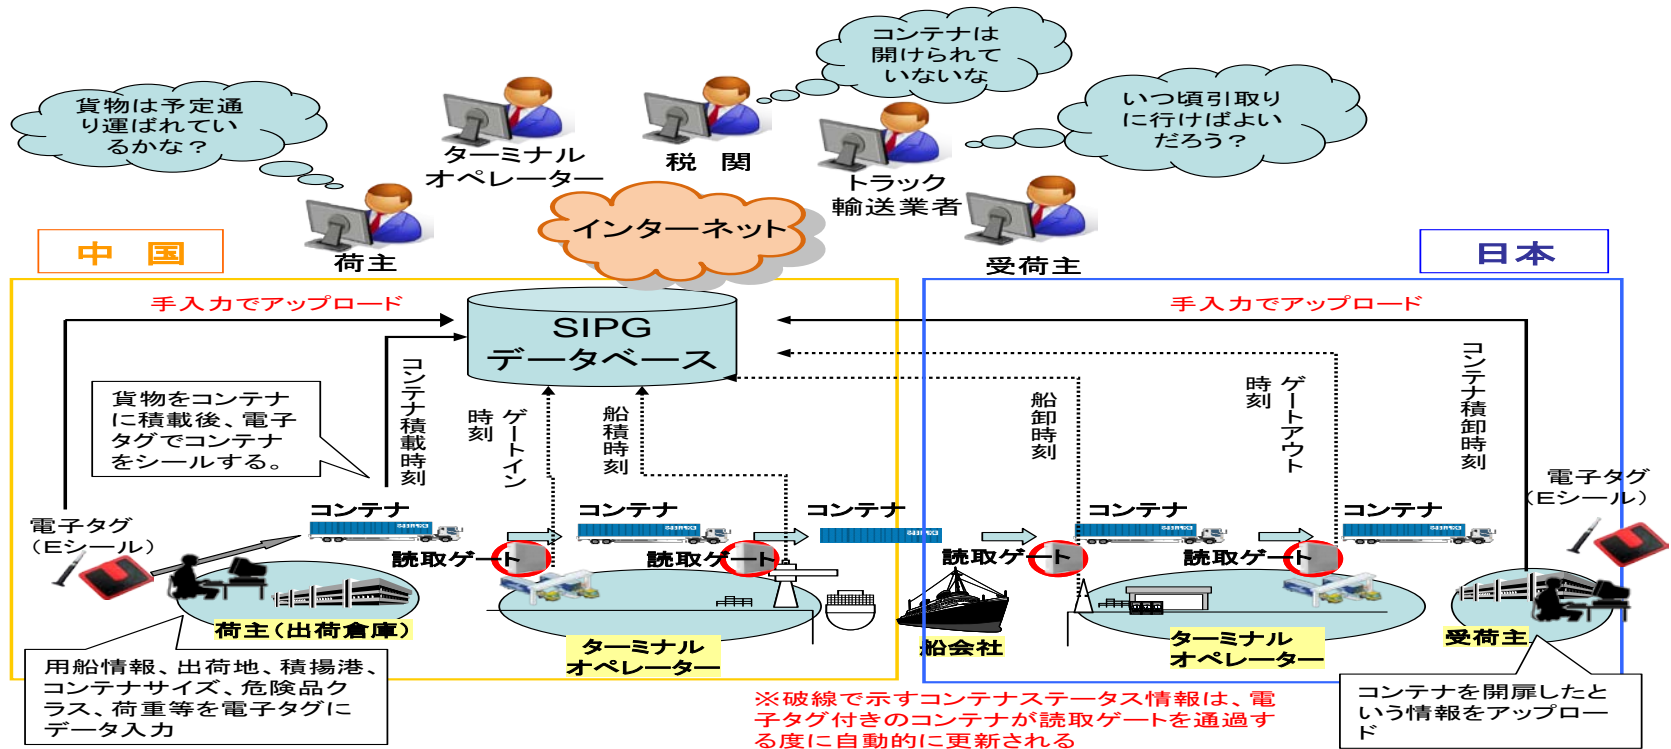 コンテナは
開けられて
いないな
貨物は予定通
り運ばれてい
るかな？
いつ頃引取り
に行けばよい
だろう？
ターミナル
オペレーター
税 関
トラック
輸送業者
荷主
インターネット
受荷主
中 国
日本
手入力でアップロード
SIPG
データベース
手入力でアップロード
貨物をコンテナ
に積載後、電子
タグでコンテナ
をシールする。
コンテナ積載時刻
ゲートイン
時刻
船積時刻
船卸時刻
ゲートアウト
時刻
コンテナ積卸時刻
電子タグ
（Eシール）
コンテナ
コンテナ
コンテナ
コンテナ
コンテナ
電子タグ
（Eシール）
読取ゲート
読取ゲート
読取ゲート
読取ゲート
荷主（出荷倉庫）
ターミナル
オペレーター
船会社
ターミナル
オペレーター
受荷主
用船情報、出荷地、積揚港、
コンテナサイズ、危険品ク
ラス、荷重等を電子タグに
データ入力
※破線で示すコンテナステータス情報は、電
子タグ付きのコンテナが読取ゲートを通過す
る度に自動的に更新される
コンテナを開扉したと
いう情報をアップロー
ド